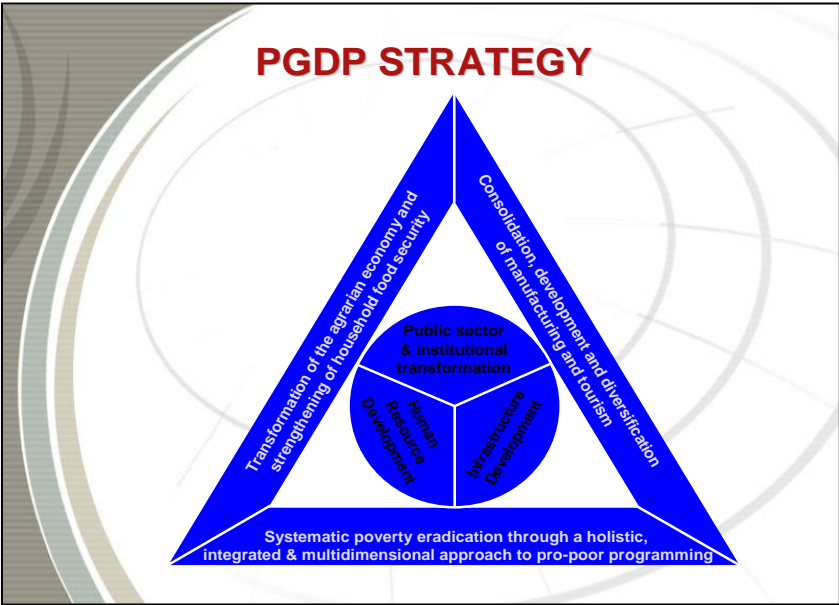 PGDP STRATEGY
Transformation of the agrarian economy and
strengthening of household food security
Consolidation, development and diversification
of manufacturing and tourism
Public sector
& institutional
transformation
Human
Resource
Development
Infrastructure
Development
Systematic poverty eradication through a holistic,
integrated & multidimensional approach to pro-poor programming